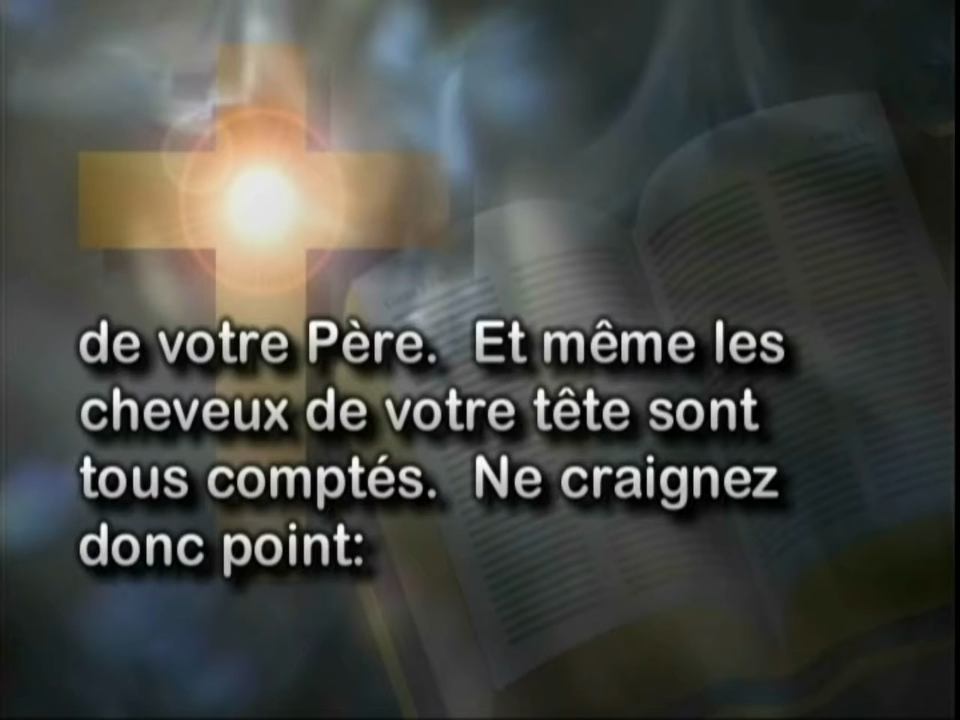 de votre Père. Et même les
cheveux de votre tête sont
tous comptés. Ne craignez
donc point: